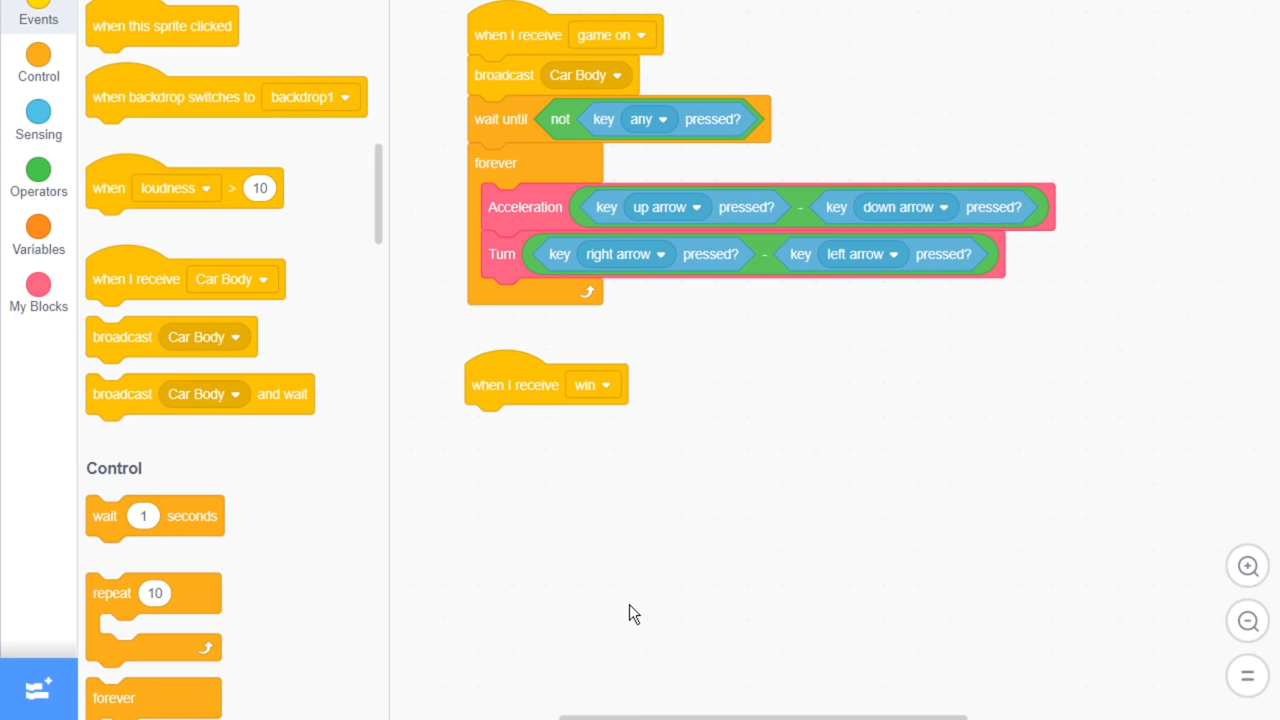 Events
Control
Sensing
Operators
Variables
My Blocks
when this sprite clicked
when backdrop switches to backdrop1
when loudness > 10
when I receive Car Body
broadcast Car Body
broadcast Car Body and wait
Control
wait 1 seconds
repeat 10
forever
when I receive game on
broadcast Car Body
wait until not key any pressed?
forever
Acceleration key up arrow pressed? - key down arrow pressed?
Turn key right arrow pressed? - key left arrow pressed?
when I receive win